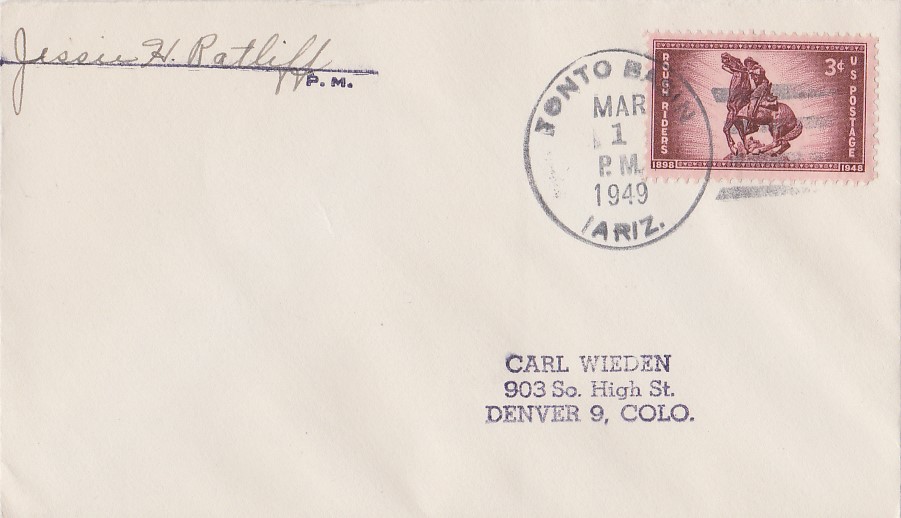 Jessie H. Ratliff
P. M.
TONTO BASIN
MAR
1
P.M.
1949
ARIZ.
ROUGH RIDERS
3¢
US POSTAGE
1898
1948
CARL WIEDEN
903 So. High St.
DENVER 9, COLO.